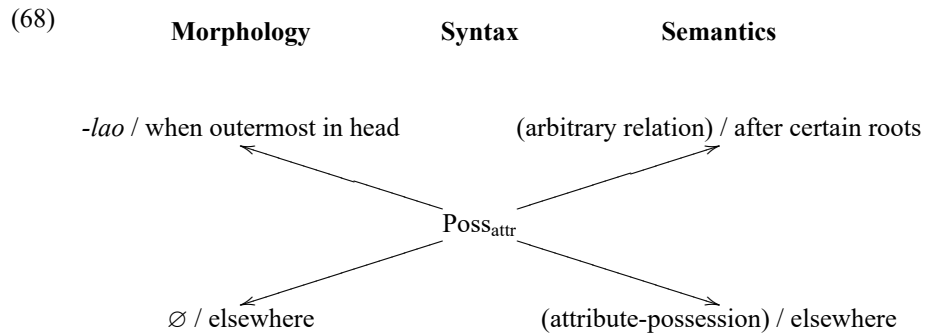 (68)
Morphology Syntax Semantics
-lao / when outermost in head (arbitrary relation) / after certain roots
Poss_attr
∅ / elsewhere (attribute-possession) / elsewhere